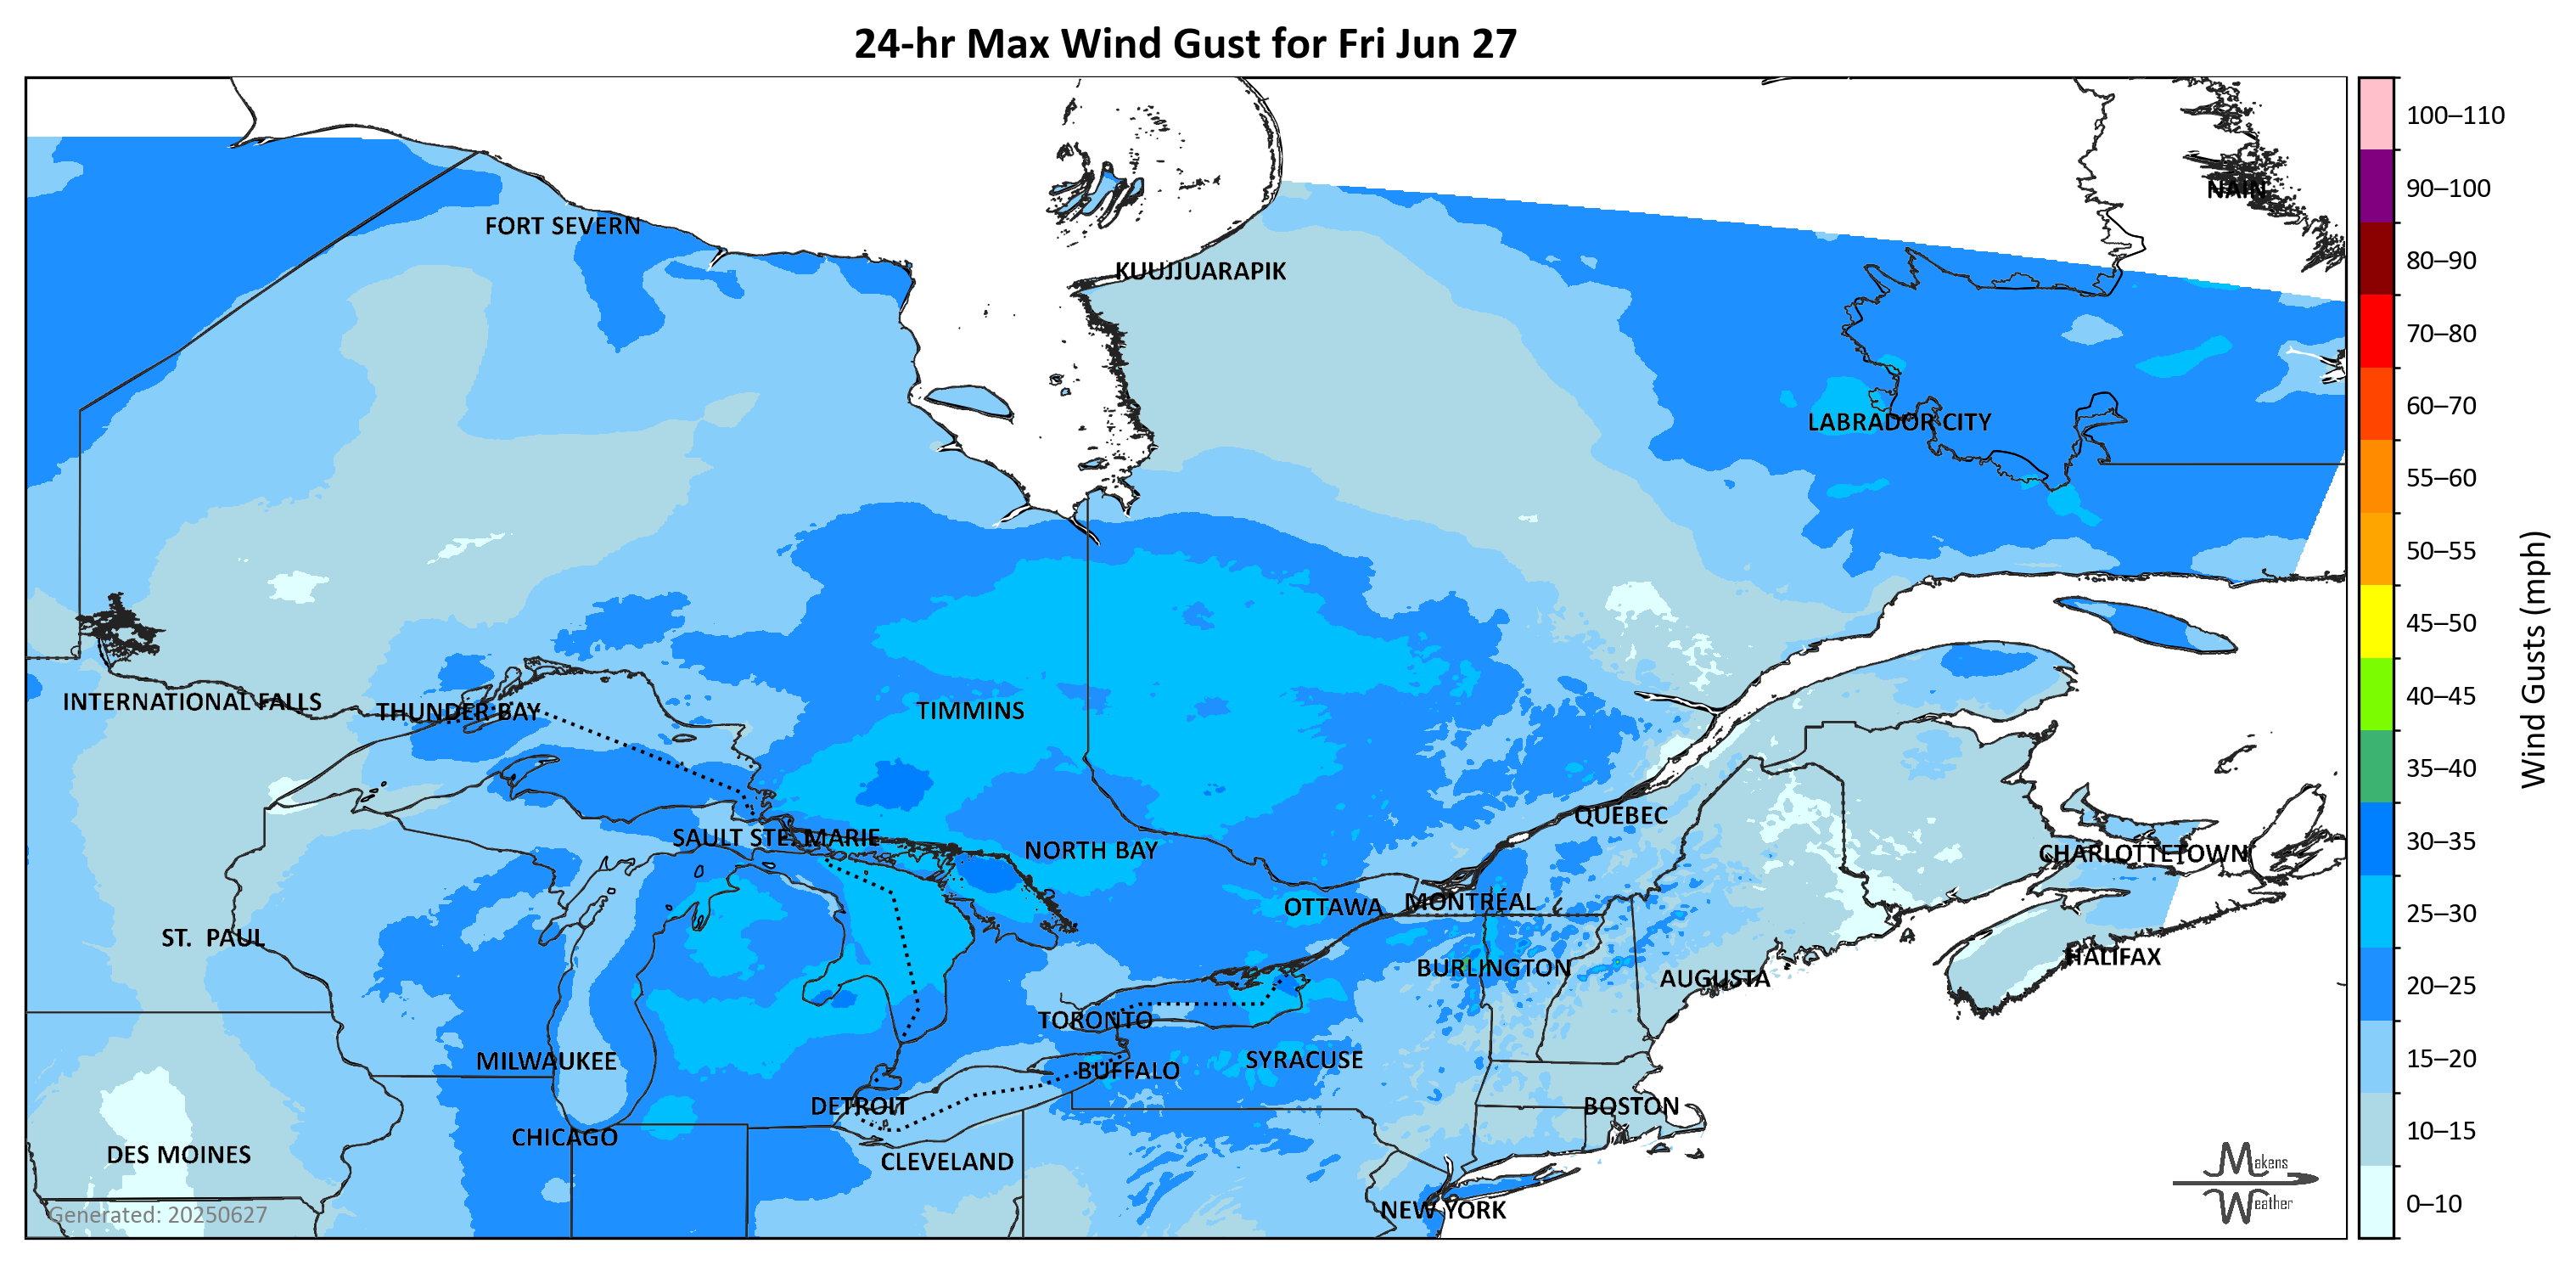 24-hr Max Wind Gust for Fri Jun 27
100–110
90–100
80–90
70–80
60–70
55–60
50–55
45–50
40–45
35–40
30–35
25–30
20–25
15–20
10–15
0–10
Wind Gusts (mph)
NAIN
FORT SEVERN
KUUJJUARAPIK
LABRADOR CITY
INTERNATIONAL FALLS
THUNDER BAY
TIMMINS
QUEBEC
SAULT STE. MARIE
NORTH BAY
CHARLOTTETOWN
OTTAWA
MONTRÉAL
ST. PAUL
HALIFAX
BURLINGTON
AUGUSTA
TORONTO
MILWAUKEE
BUFFALO
SYRACUSE
DETROIT
BOSTON
CHICAGO
DES MOINES
CLEVELAND
NEW YORK
Generated: 20250627
Makens
Weather